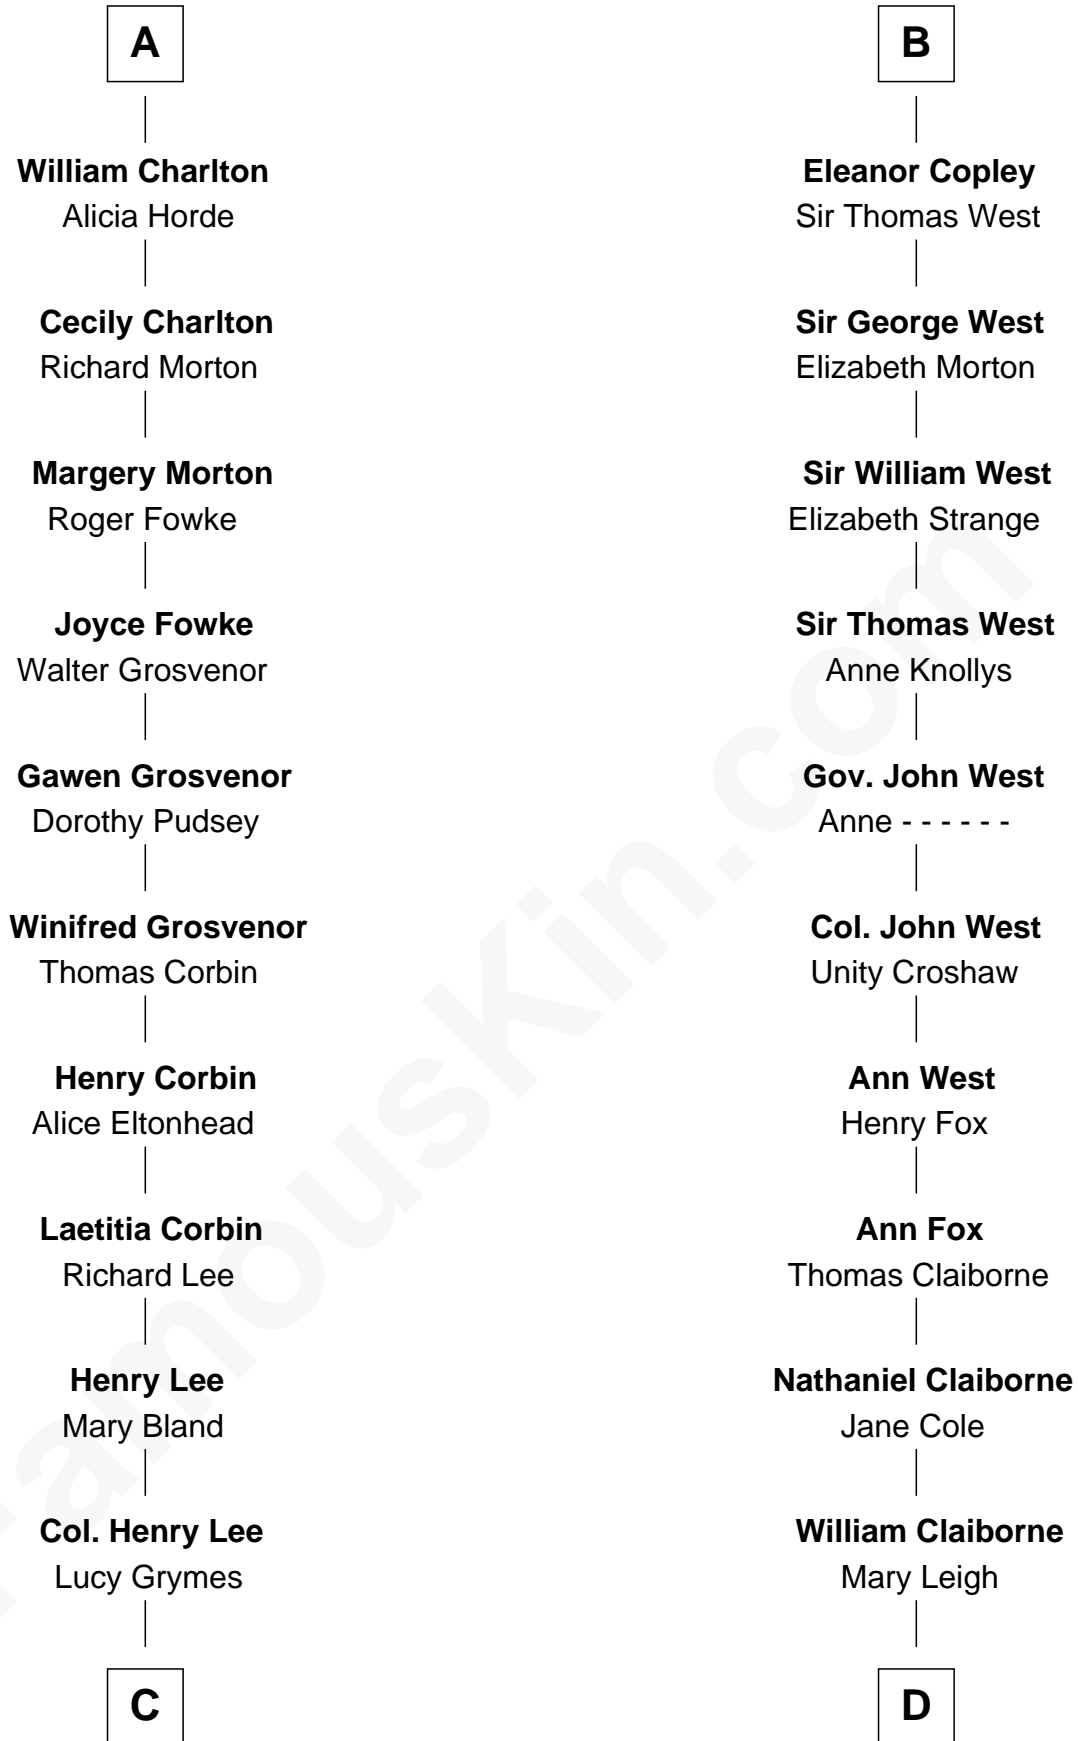 A
William Charlton
Alicia Horde
Cecily Charlton
Richard Morton
Margery Morton
Roger Fowke
Joyce Fowke
Walter Grosvenor
Gawen Grosvenor
Dorothy Pudsey
Winifred Grosvenor
Thomas Corbin
Henry Corbin
Alice Eltonhead
Laetitia Corbin
Richard Lee
Henry Lee
Mary Bland
Col. Henry Lee
Lucy Grymes
C
B
Eleanor Copley
Sir Thomas West
Sir George West
Elizabeth Morton
Sir William West
Elizabeth Strange
Sir Thomas West
Anne Knollys
Gov. John West
Anne - - - - - -
Col. John West
Unity Croshaw
Ann West
Henry Fox
Ann Fox
Thomas Claiborne
Nathaniel Claiborne
Jane Cole
William Claiborne
Mary Leigh
D
FamousKin.com